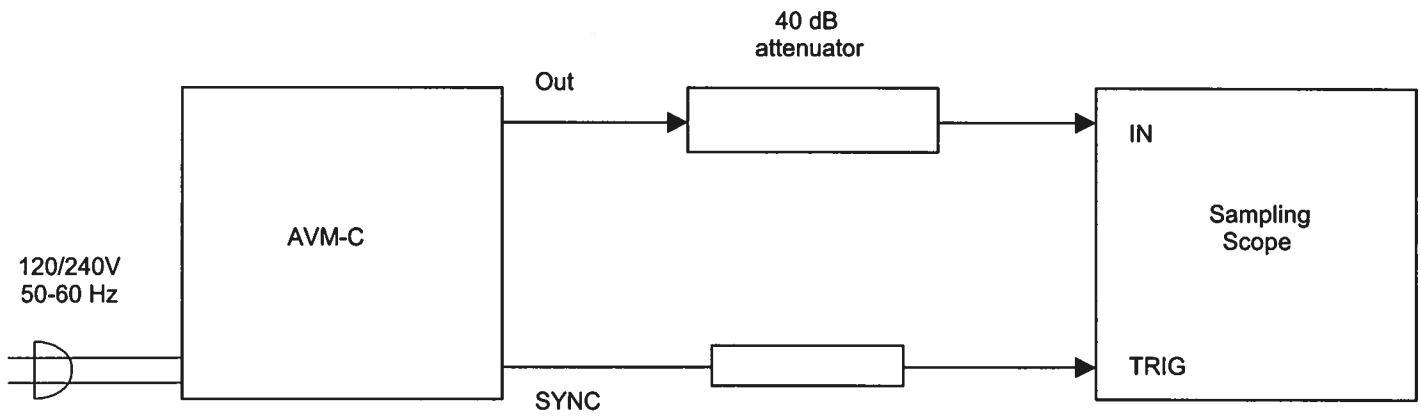 40 dB
attenuator
Out
IN
AVM-C
Sampling
Scope
120/240V
50-60 Hz
TRIG
SYNC